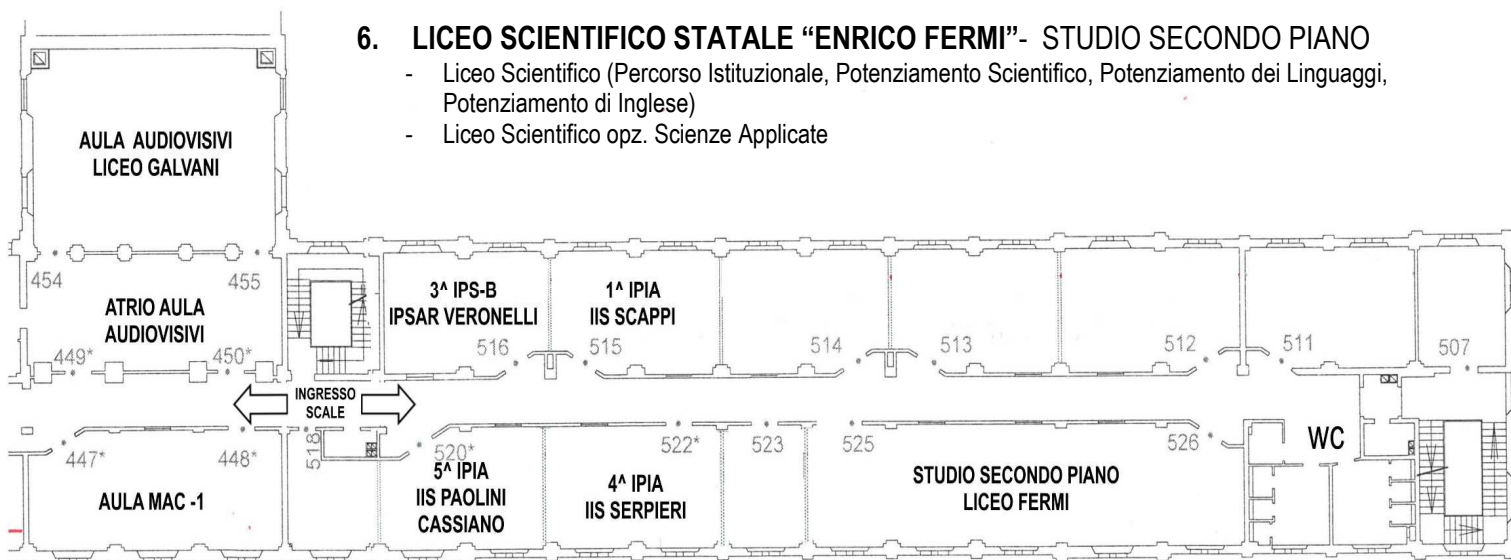 6. LICEO SCIENTIFICO STATALE “ENRICO FERMI”- STUDIO SECONDO PIANO
- Liceo Scientifico (Percorso Istituzionale, Potenziamento Scientifico, Potenziamento dei Linguaggi,
Potenziamento di Inglese)
- Liceo Scientifico opz. Scienze Applicate
AULA AUDIOVISIVI
LICEO GALVANI
454
455
ATRIO AULA
AUDIOVISIVI
449*
450*
3^ IPS-B
IPSAR VERONELLI
516
1^ IPIA
IIS SCAPPI
515
514
513
512
511
507
INGRESSO
SCALE
447*
448*
AULA MAC -1
518
520*
5^ IPIA
IIS PAOLINI
CASSIANO
522*
4^ IPIA
IIS SERPIERI
523
525
526
STUDIO SECONDO PIANO
LICEO FERMI
WC